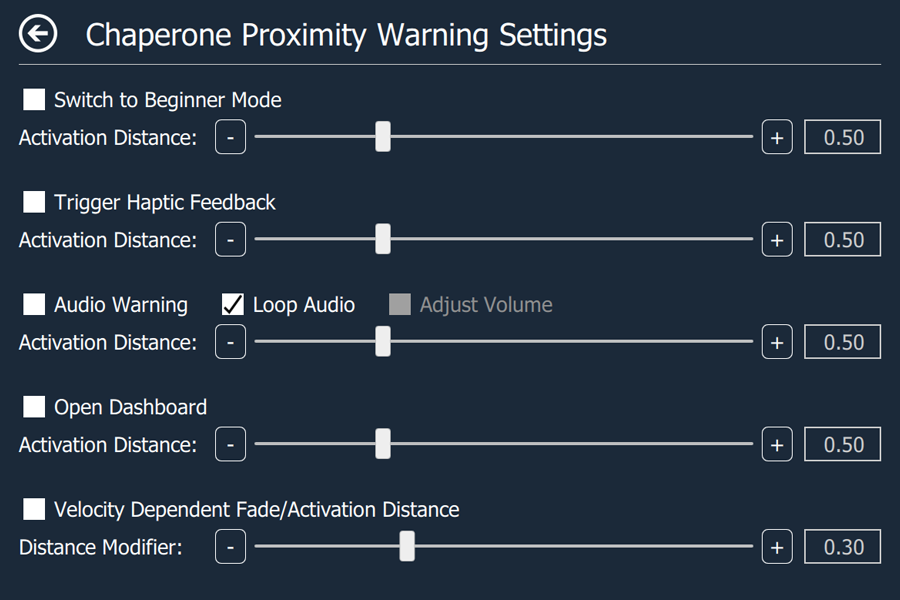 Chaperone Proximity Warning Settings
Switch to Beginner Mode
Activation Distance: - + 0.50
Trigger Haptic Feedback
Activation Distance: - + 0.50
Audio Warning Loop Audio Adjust Volume
Activation Distance: - + 0.50
Open Dashboard
Activation Distance: - + 0.50
Velocity Dependent Fade/Activation Distance
Distance Modifier: - + 0.30